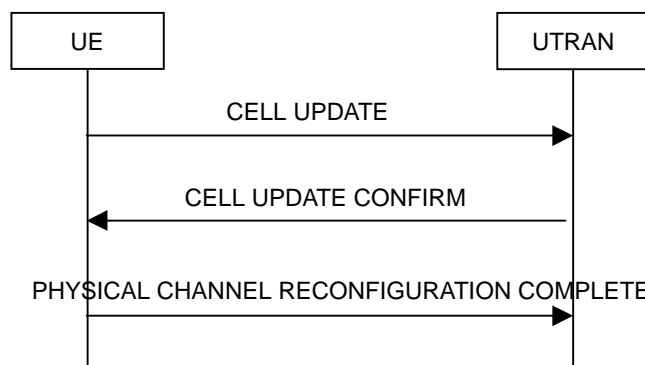 UE
UTRAN
CELL UPDATE
CELL UPDATE CONFIRM
PHYSICAL CHANNEL RECONFIGURATION COMPLETE